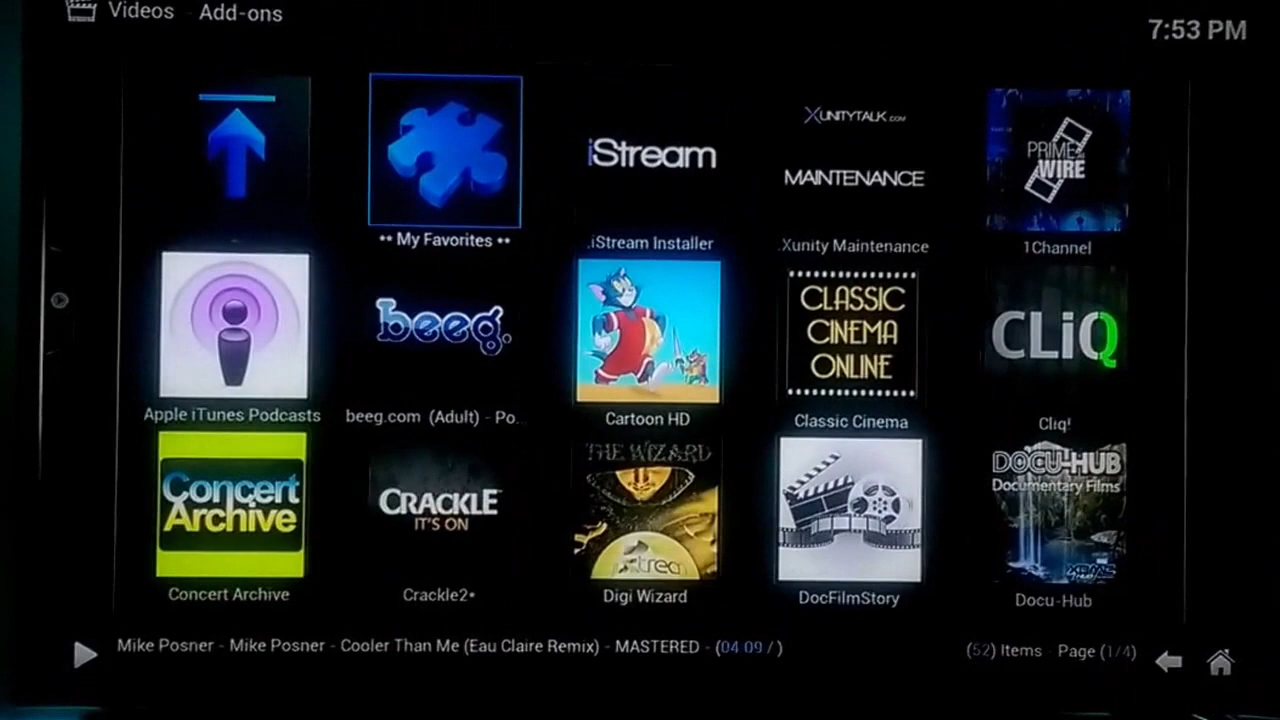 Videos - Add-ons
7:53 PM
iStream
XUNITYTALK.COM
MAINTENANCE
PRIME
WIRE
** My Favorites **
.iStream Installer
.Xunity Maintenance
1Channel
beeg.
CLASSIC
CINEMA
ONLINE
CLiQ
Apple iTunes Podcasts
beeg.com (Adult) - Po...
Cartoon HD
Classic Cinema
Cliq!
Concert
Archive
CRACKLE
IT'S ON
THE WIZARD
DOCU-HUB
Documentary Films
XBMC
Concert Archive
Crackle2•
Digi Wizard
DocFilmStory
Docu-Hub
Mike Posner - Mike Posner - Cooler Than Me (Eau Claire Remix) - MASTERED - (04 09 / )
(52) Items - Page (1/4)